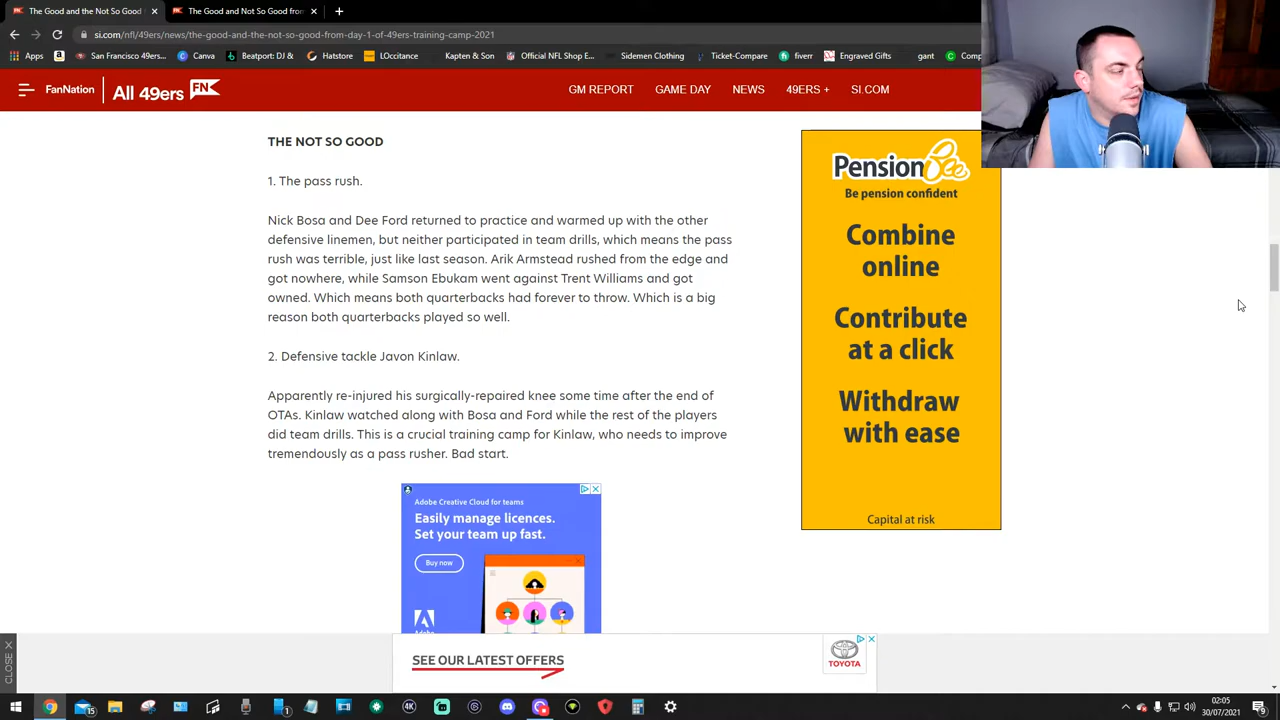 The Good and the Not So Good
The Good and Not So Good from
si.com/nfl/49ers/news/the-good-and-the-not-so-good-from-day-1-of-49ers-training-camp-2021
Apps
San Francisco 49ers...
Canva
Beatport: DJ &
Hatstore
LOccitance
Kapten & Son
Official NFL Shop E...
Sidemen Clothing
Ticket-Compare
fiverr
Engraved Gifts
gant
FanNation
All 49ers FN
GM REPORT
GAME DAY
NEWS
49ERS +
SI.COM
THE NOT SO GOOD
1. The pass rush.
Nick Bosa and Dee Ford returned to practice and warmed up with the other
defensive linemen, but neither participated in team drills, which means the pass
rush was terrible, just like last season. Arik Armstead rushed from the edge and
got nowhere, while Samson Ebukam went against Trent Williams and got
owned. Which means both quarterbacks had forever to throw. Which is a big
reason both quarterbacks played so well.
2. Defensive tackle Javon Kinlaw.
Apparently re-injured his surgically-repaired knee some time after the end of
OTAs. Kinlaw watched along with Bosa and Ford while the rest of the players
did team drills. This is a crucial training camp for Kinlaw, who needs to improve
tremendously as a pass rusher. Bad start.
PensionBee
Be pension confident
Combine
online
Contribute
at a click
Withdraw
with ease
Capital at risk
Adobe Creative Cloud for teams
Easily manage licences.
Set your team up fast.
Buy now
CLOSE X
SEE OUR LATEST OFFERS
TOYOTA
15
1
4K
02:05
30/07/2021
9